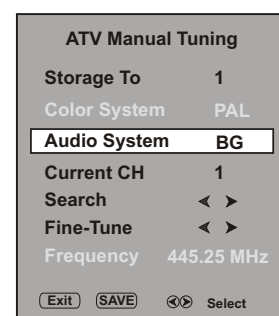 ATV Manual Tuning
Storage To 1
Color System PAL
Audio System BG
Current CH 1
Search
Fine-Tune
Frequency 445.25 MHz
Exit SAVE Select